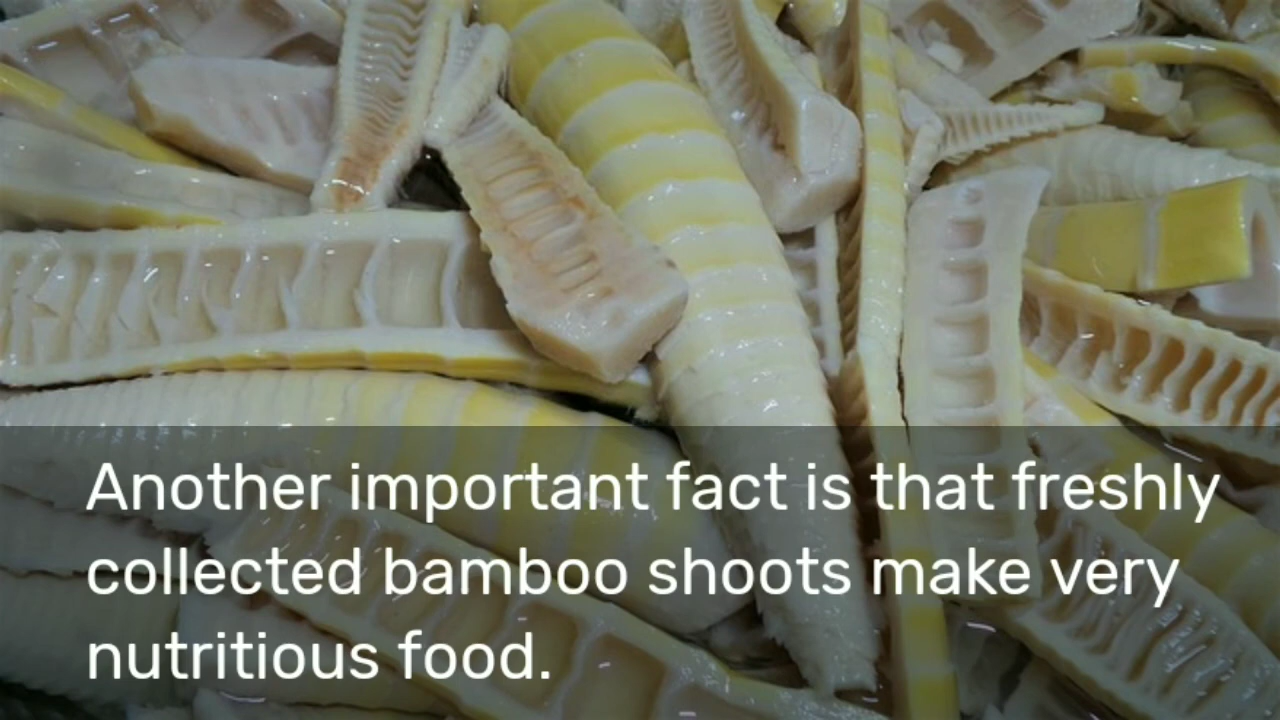 Another important fact is that freshly
collected bamboo shoots make very
nutritious food.